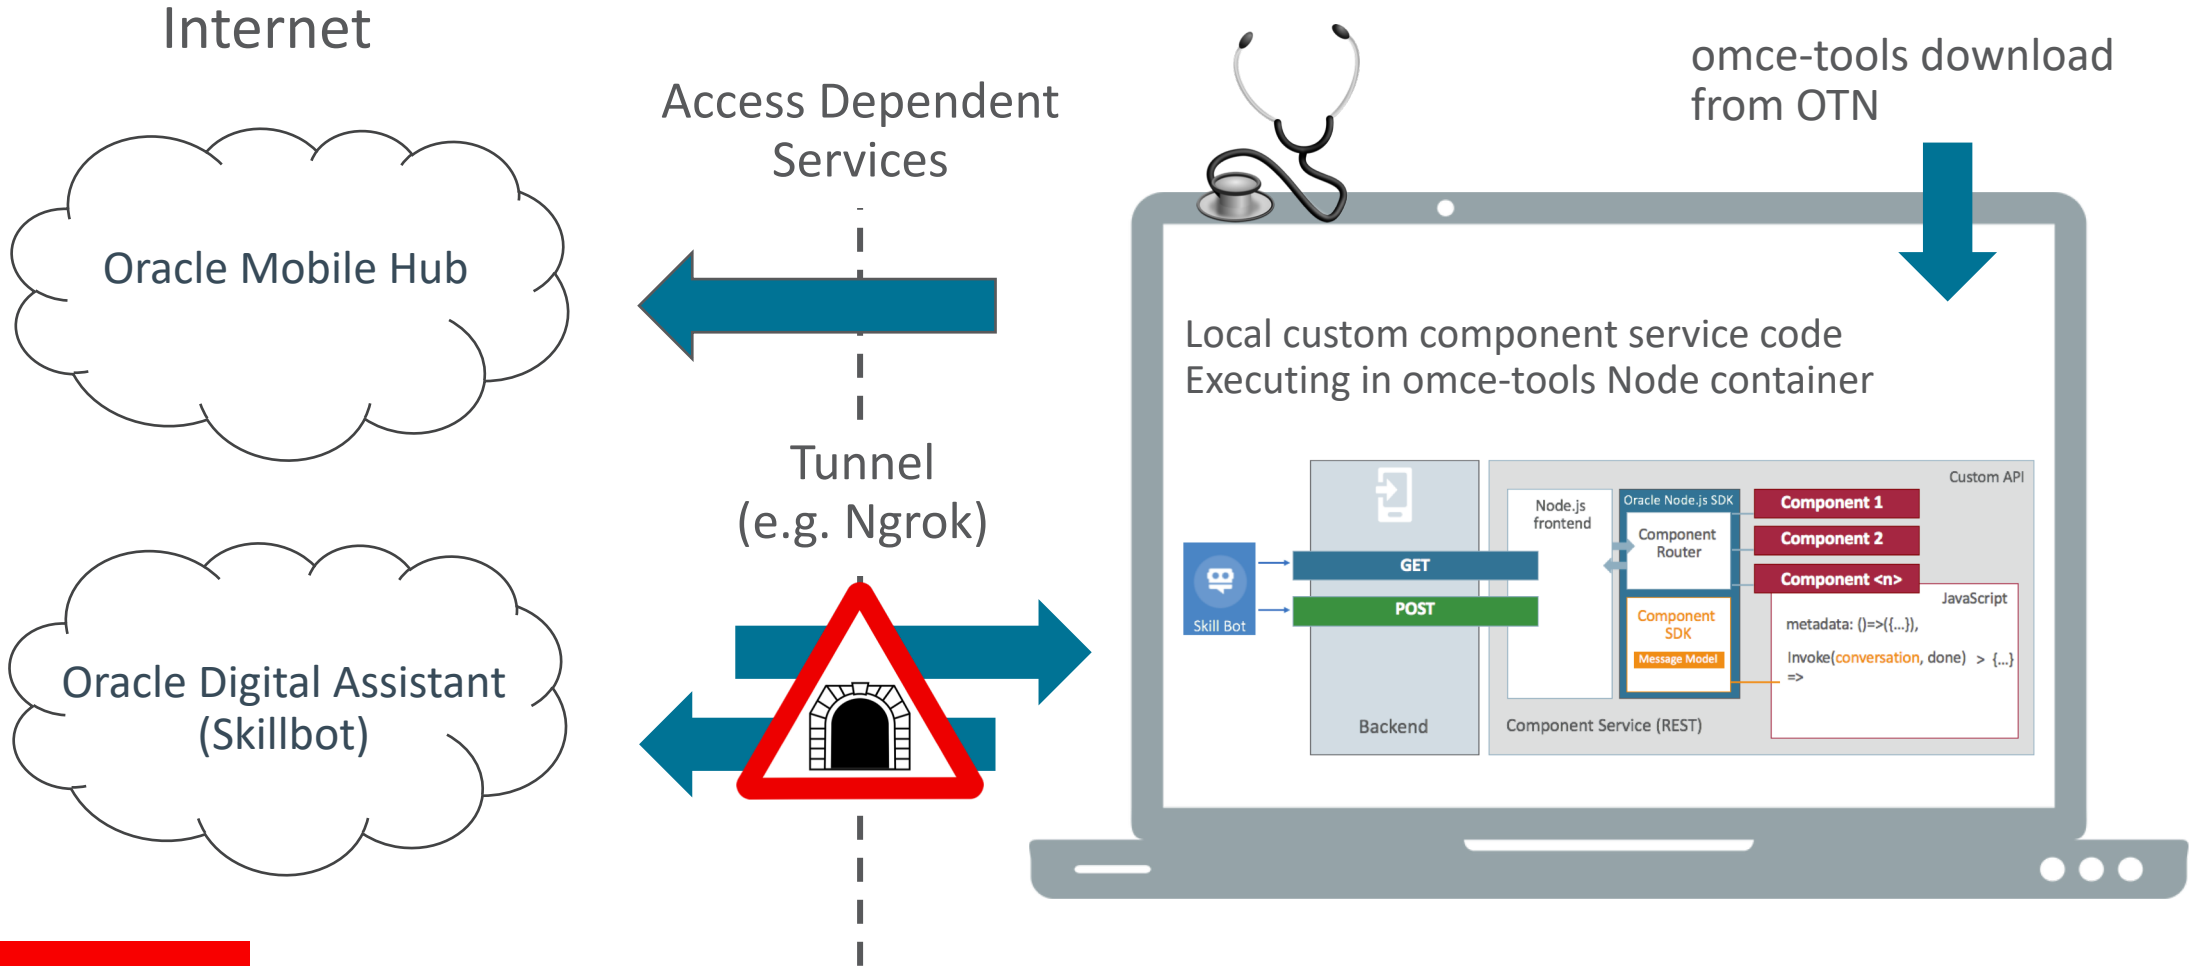 Internet
Access Dependent
Services
omce-tools download
from OTN
Oracle Mobile Hub
Local custom component service code
Executing in omce-tools Node container
Tunnel
(e.g. Ngrok)
Oracle Digital Assistant
(Skillbot)
Custom API
Node.js
frontend
Oracle Node.js SDK
Component
Router
Component 1
Component 2
Component <n>
GET
POST
Skill Bot
Component
SDK
Message Model
JavaScript
metadata: ()=>({...}),
Invoke(conversation, done) > {...}
=>
Backend
Component Service (REST)